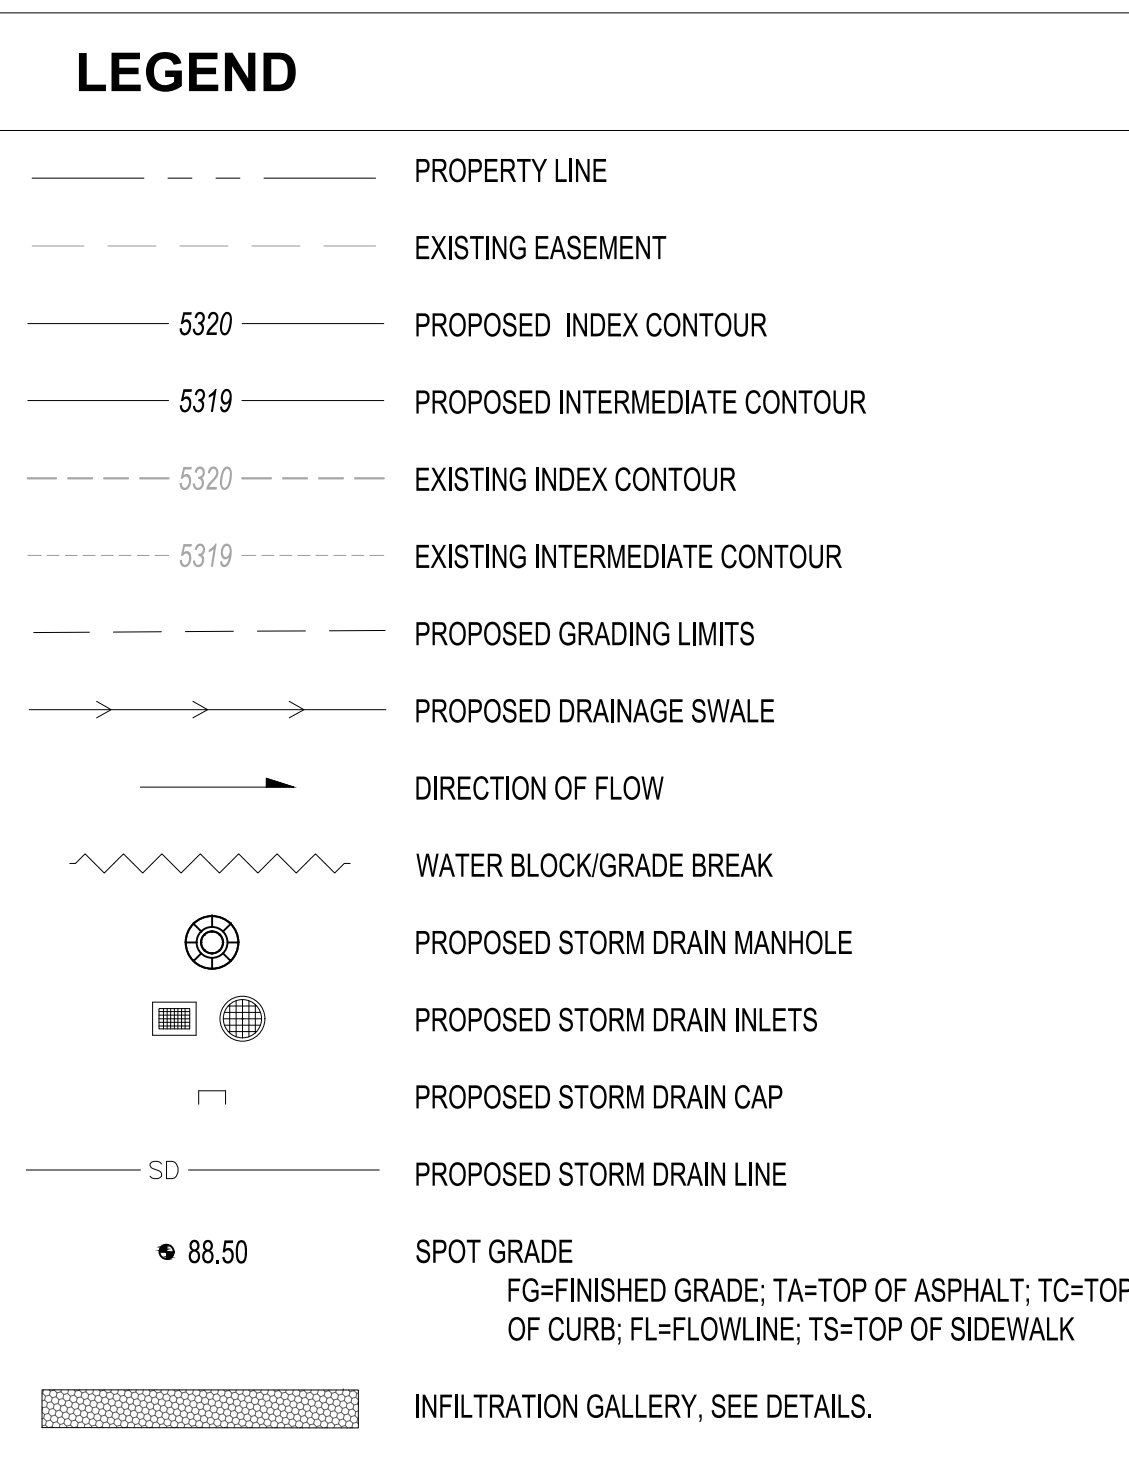 LEGEND
PROPERTY LINE
EXISTING EASEMENT
5320 PROPOSED INDEX CONTOUR
5319 PROPOSED INTERMEDIATE CONTOUR
5320 EXISTING INDEX CONTOUR
5319 EXISTING INTERMEDIATE CONTOUR
PROPOSED GRADING LIMITS
PROPOSED DRAINAGE SWALE
DIRECTION OF FLOW
WATER BLOCK/GRADE BREAK
PROPOSED STORM DRAIN MANHOLE
PROPOSED STORM DRAIN INLETS
PROPOSED STORM DRAIN CAP
SD PROPOSED STORM DRAIN LINE
88.50 SPOT GRADE
FG=FINISHED GRADE; TA=TOP OF ASPHALT; TC=TOP
OF CURB; FL=FLOWLINE; TS=TOP OF SIDEWALK
INFILTRATION GALLERY, SEE DETAILS.